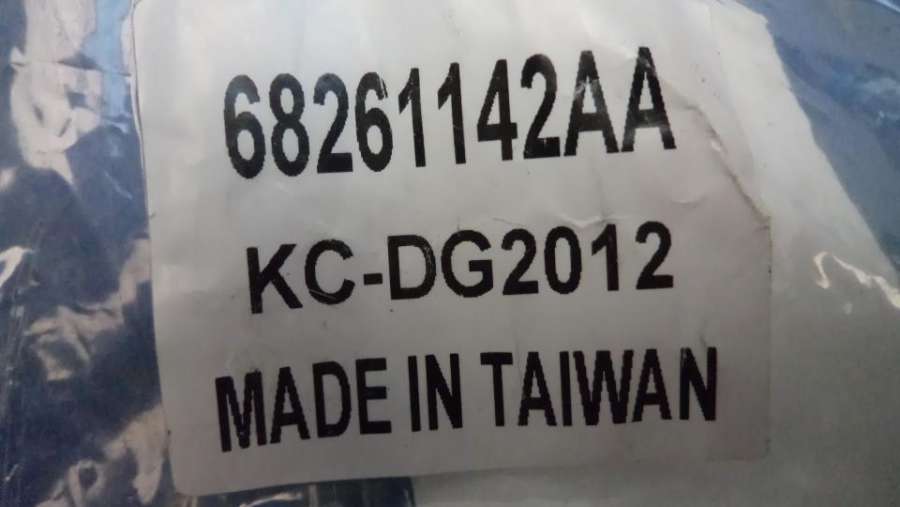 68261142AA
KC-DG2012
MADE IN TAIWAN